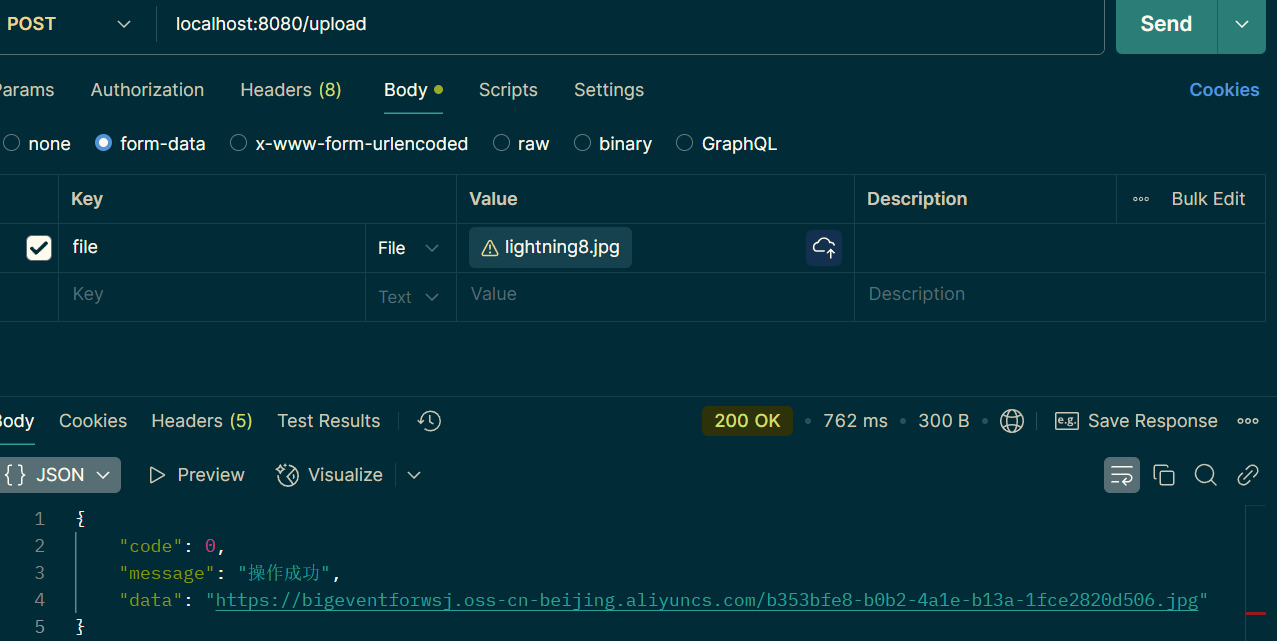 POST localhost:8080/upload Send
Params Authorization Headers (8) Body Scripts Settings Cookies
none form-data x-www-form-urlencoded raw binary GraphQL
Key Value Description Bulk Edit
file File lightning8.jpg
Key Text Value Description
Body Cookies Headers (5) Test Results 200 OK 762 ms 300 B e.g. Save Response
{} JSON Preview Visualize
1 {
2 "code": 0,
3 "message": "操作成功",
4 "data": "https://bigeventforwsj.oss-cn-beijing.aliyuncs.com/b353bfe8-b0b2-4a1e-b13a-1fce2820d506.jpg"
5 }